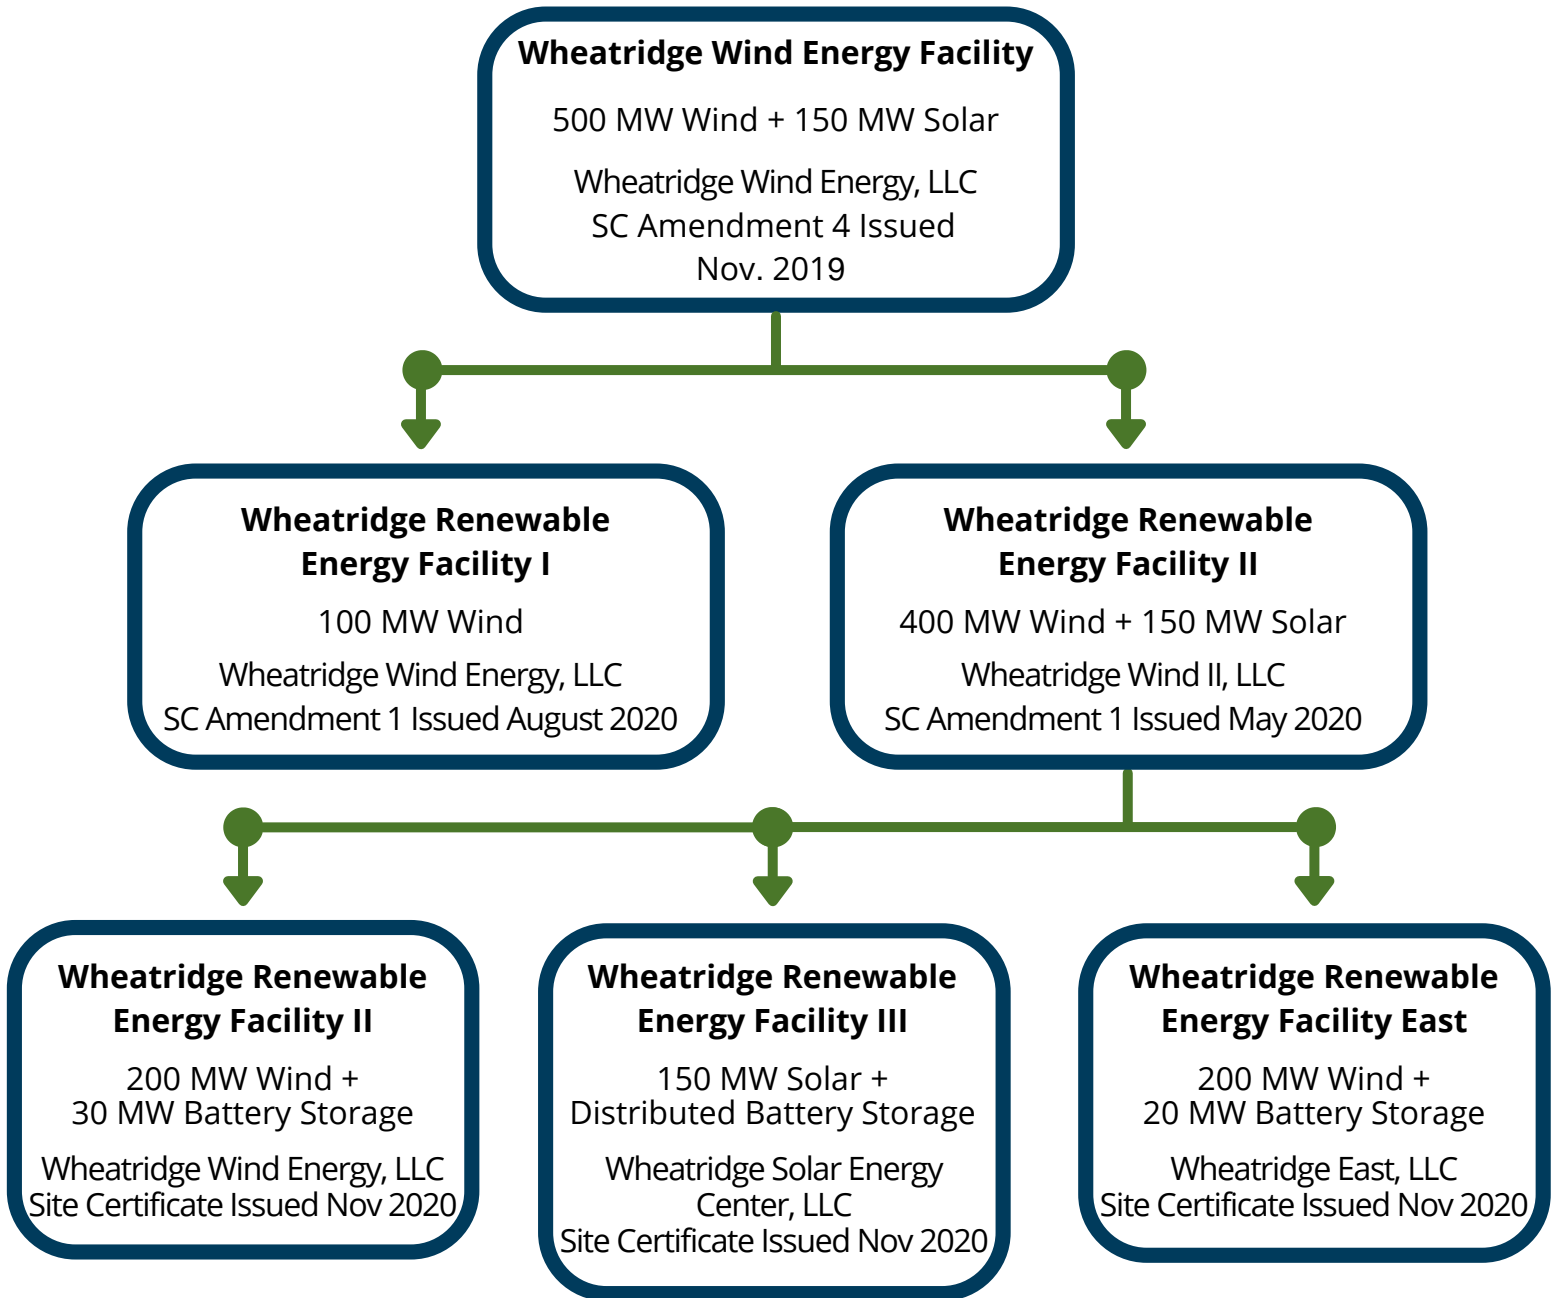 Wheatridge Wind Energy Facility
500 MW Wind + 150 MW Solar
Wheatridge Wind Energy, LLC
SC Amendment 4 Issued
Nov. 2019
Wheatridge Renewable
Energy Facility I
100 MW Wind
Wheatridge Wind Energy, LLC
SC Amendment 1 Issued August 2020
Wheatridge Renewable
Energy Facility II
400 MW Wind + 150 MW Solar
Wheatridge Wind II, LLC
SC Amendment 1 Issued May 2020
Wheatridge Renewable
Energy Facility II
200 MW Wind +
30 MW Battery Storage
Wheatridge Wind Energy, LLC
Site Certificate Issued Nov 2020
Wheatridge Renewable
Energy Facility III
150 MW Solar +
Distributed Battery Storage
Wheatridge Solar Energy
Center, LLC
Site Certificate Issued Nov 2020
Wheatridge Renewable
Energy Facility East
200 MW Wind +
20 MW Battery Storage
Wheatridge East, LLC
Site Certificate Issued Nov 2020